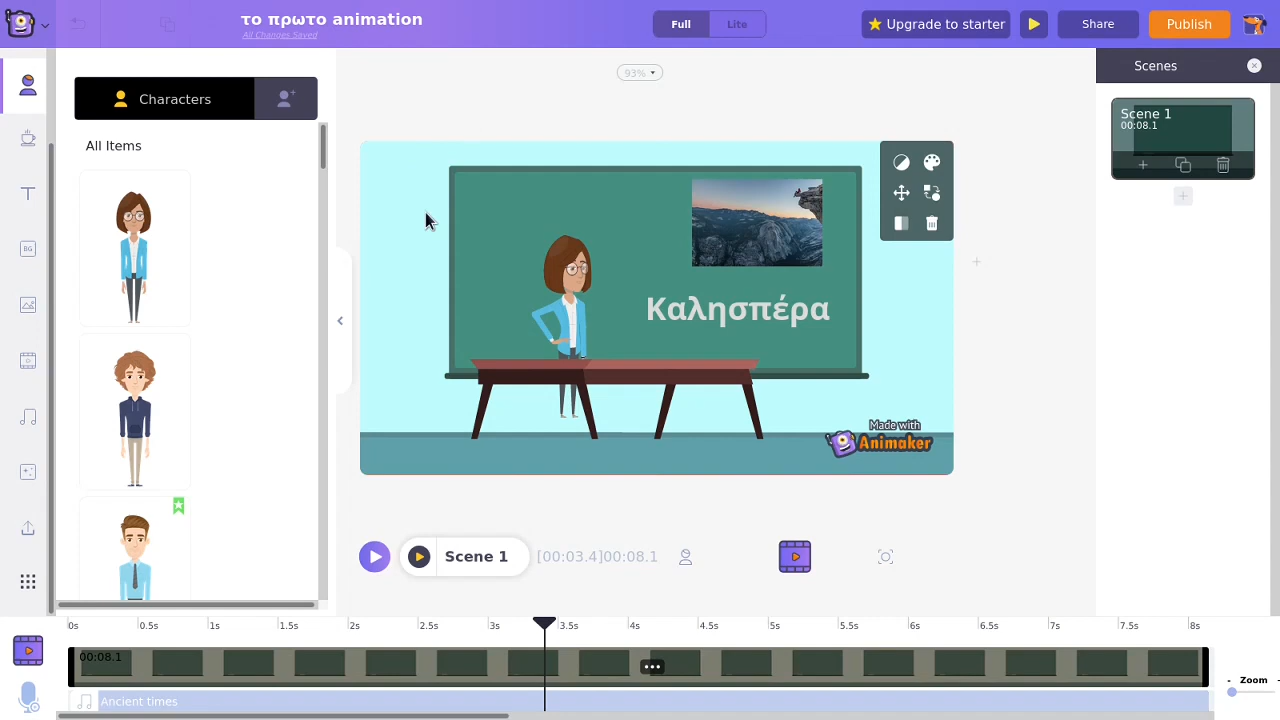 το πρωτο animation
All Changes Saved
Full
Lite
Upgrade to starter
Share
Publish
Characters
93%
Scenes
All Items
Scene 1
00:08.1
T
BG
Καλησπέρα
Made with
Animaker
Scene 1
[00:03.4]00:08.1
0s
0.5s
1s
1.5s
2s
2.5s
3s
3.5s
4s
4.5s
5s
5.5s
6s
6.5s
7s
7.5s
8s
00:08.1
Ancient times
- Zoom -